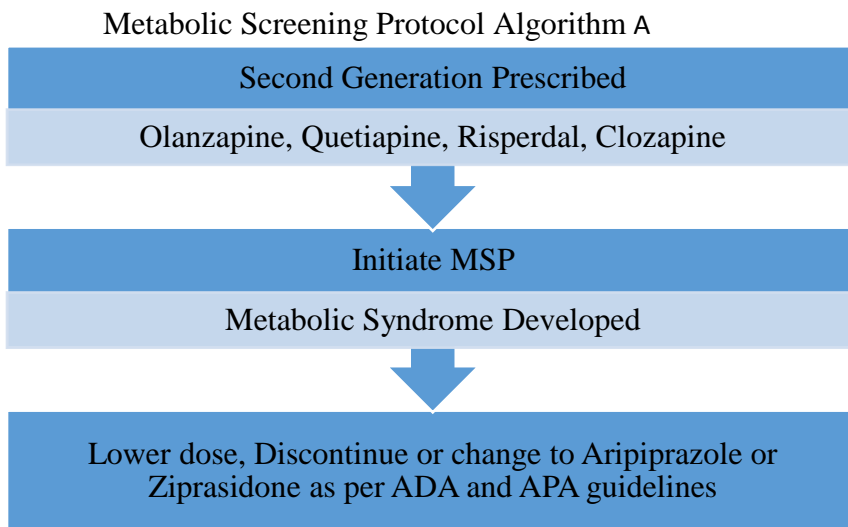 Metabolic Screening Protocol Algorithm A
Second Generation Prescribed
Olanzapine, Quetiapine, Risperdal, Clozapine
Initiate MSP
Metabolic Syndrome Developed
Lower dose, Discontinue or change to Aripiprazole or
Ziprasidone as per ADA and APA guidelines